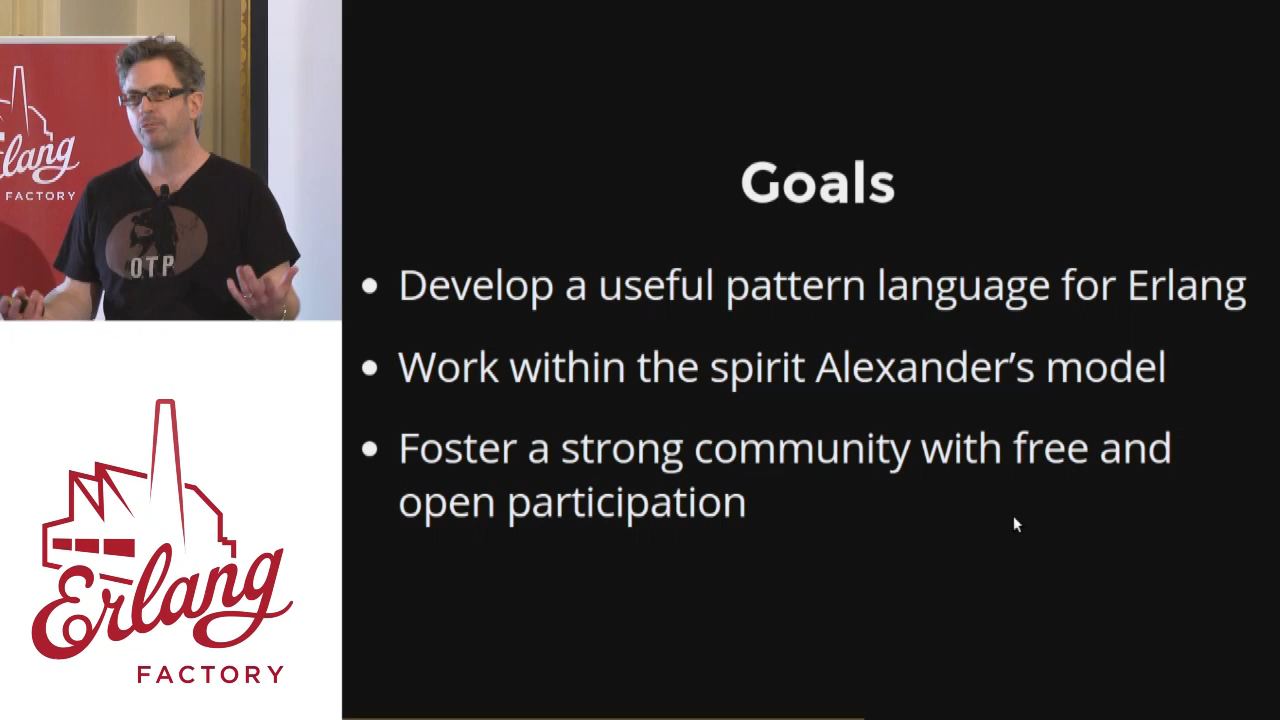 Erlang
FACTORY
OTP
Goals
Develop a useful pattern language for Erlang
Work within the spirit Alexander’s model
Foster a strong community with free and
open participation
Erlang
FACTORY